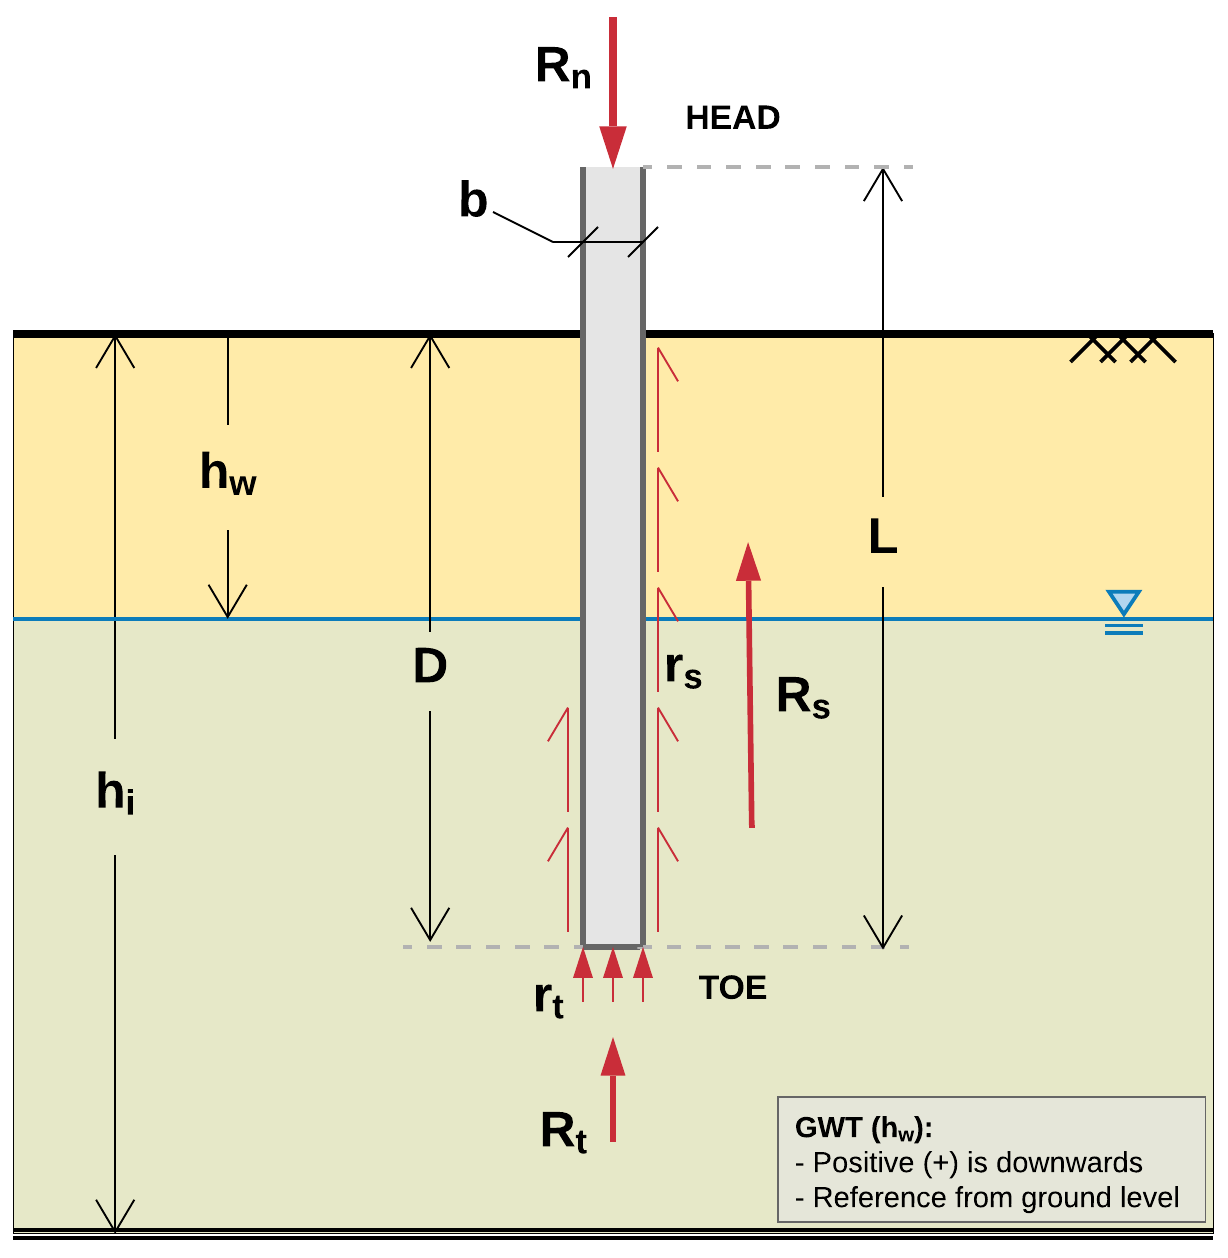 Rn
HEAD
b
hw
L
D
rs
Rs
hi
rt
TOE
Rt
GWT (hw):
- Positive (+) is downwards
- Reference from ground level